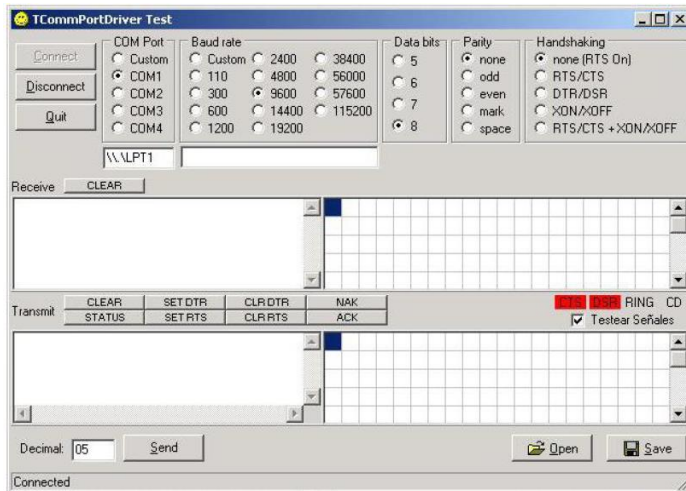 TCommPortDriver Test
Connect
Disconnect
Quit
COM Port
Custom
COM1
COM2
COM3
COM4
Baud rate
Custom 2400 38400
110 4800 56000
300 9600 57600
600 14400 115200
1200 19200
Data bits
5
6
7
8
Parity
none
odd
even
mark
space
Handshaking
none (RTS On)
RTS/CTS
DTR/DSR
XON/XOFF
RTS/CTS + XON/XOFF
\\.\LPT1
Receive CLEAR
Transmit
CLEAR SET DTR CLR DTR NAK
STATUS SET RTS CLR RTS ACK
CTS DSR RING CD
Testear Señales
Decimal: 05 Send
Open Save
Connected